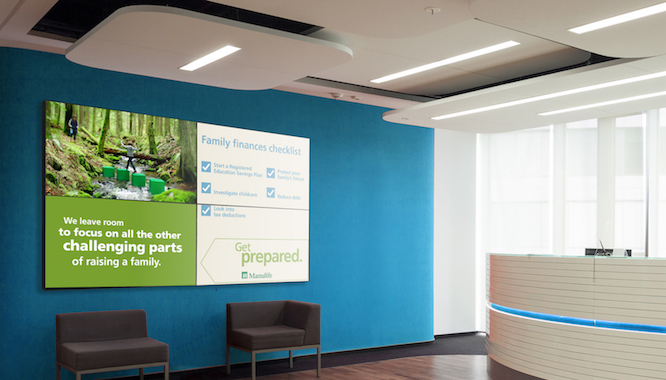 Family finances checklist
Start a Registered
Education Savings Plan
Protect your
family's future
Investigate childcare
Reduce debt
Look into
tax deductions
We leave room
to focus on all the other
challenging parts
of raising a family.
Get
prepared.
Manulife